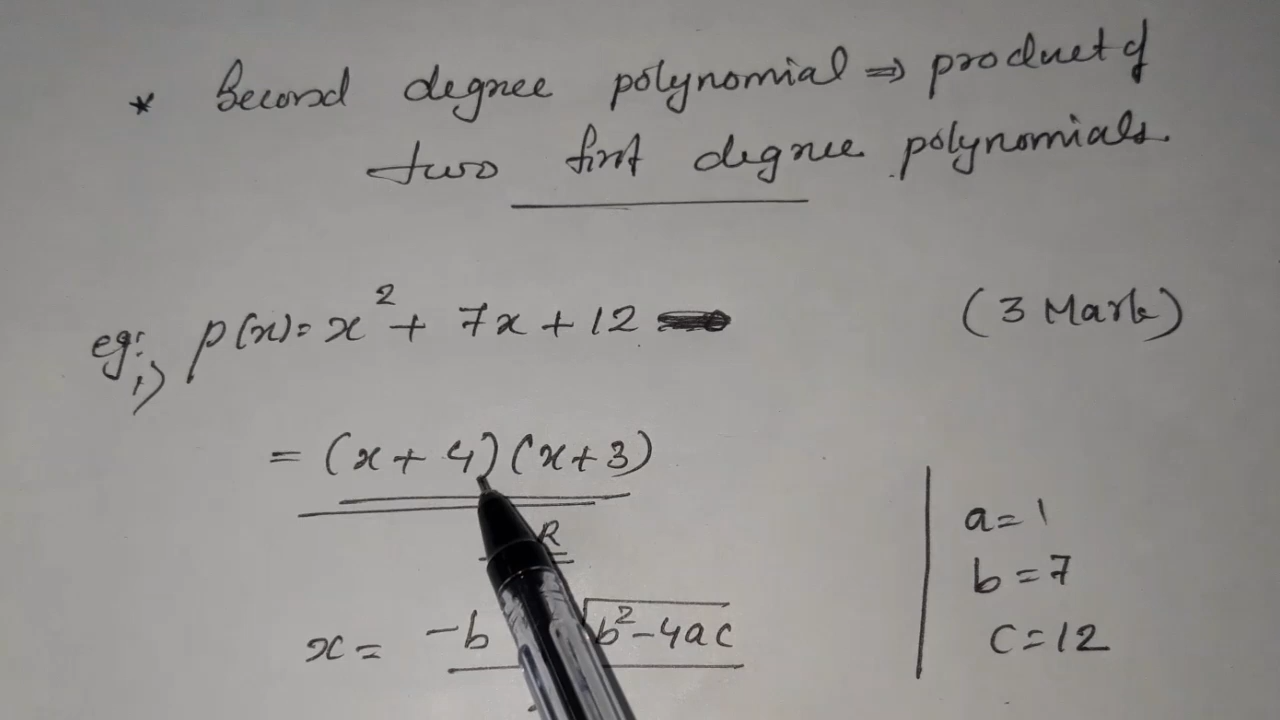 * Second degree polynomial ⇒ product of
two first degree polynomials.
eg:, 1) p(x) = x² + 7x + 12 (3 Mark)
= (x + 4)(x + 3)
R
x = -b √b²-4ac
a = 1
b = 7
c = 12